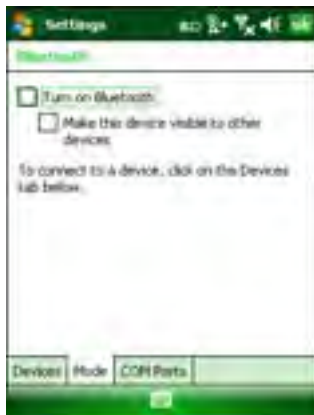 Settings
ok
Bluetooth
Turn on Bluetooth
Make this device visible to other
devices
To connect to a device, click on the Devices
tab below.
Devices Mode COM Ports